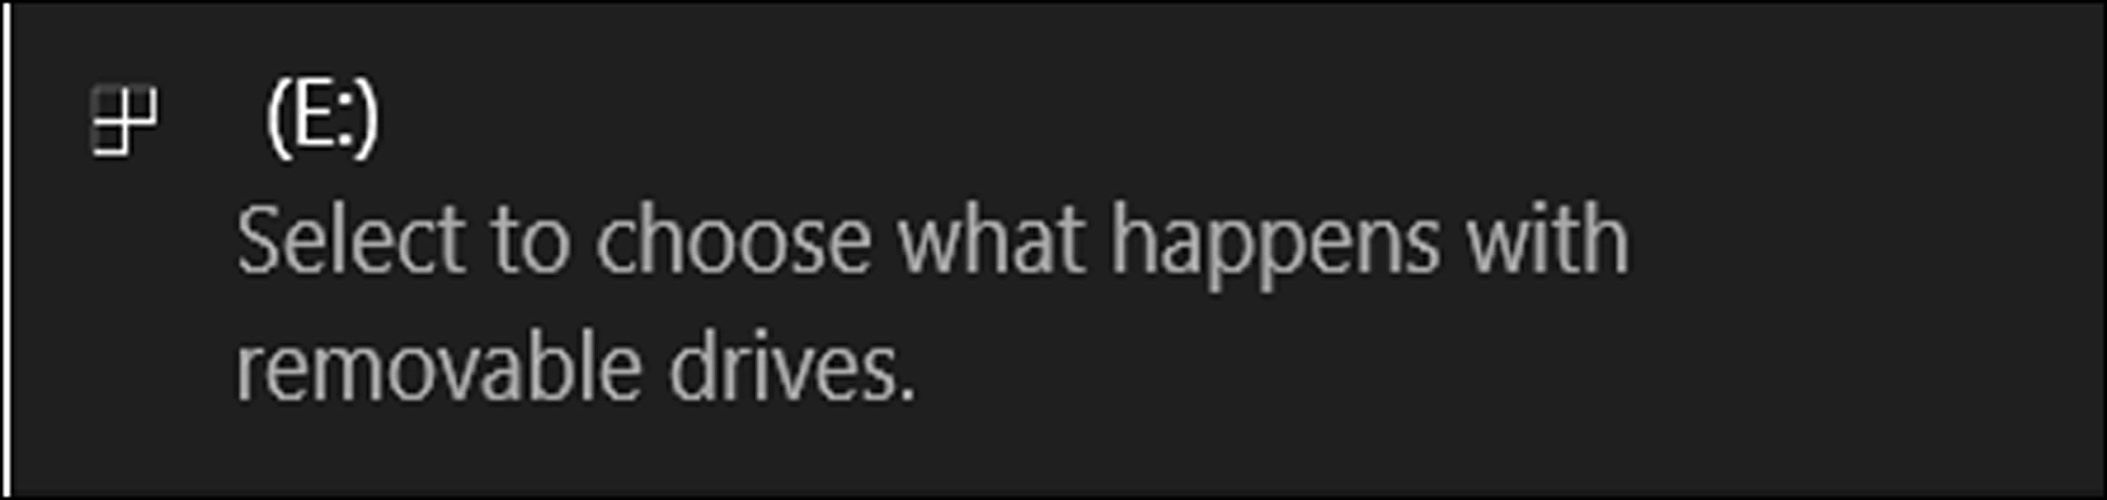 (E:)
Select to choose what happens with
removable drives.